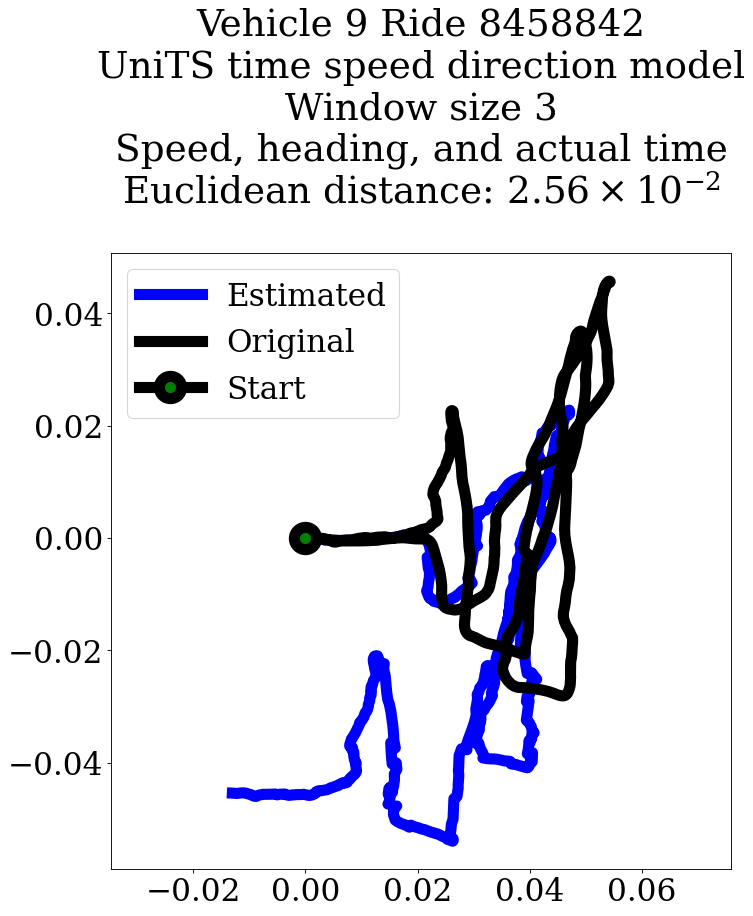 Vehicle 9 Ride 8458842
UniTS time speed direction model
Window size 3
Speed, heading, and actual time
Euclidean distance: 2.56 × 10⁻²
Estimated
Original
Start
0.04
0.02
0.00
−0.02
−0.04
−0.02 0.00 0.02 0.04 0.06